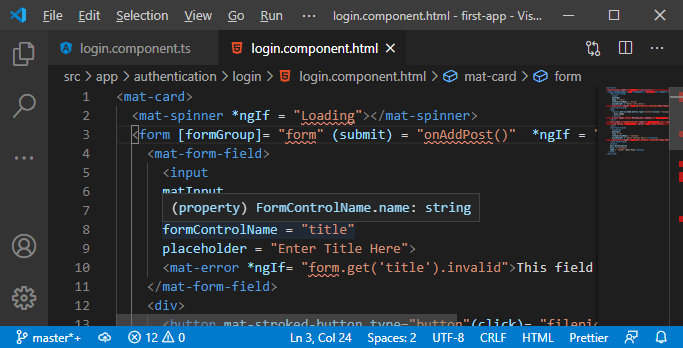 File Edit Selection View Go Run ··· login.component.html - first-app - Vis...
login.component.ts login.component.html
src > app > authentication > login > login.component.html > mat-card > form
1 <mat-card>
2 <mat-spinner *ngIf = "Loading"></mat-spinner>
3 <form [formGroup]= "form" (submit) = "onAddPost()" *ngIf = "
4 <mat-form-field>
5 <input
6 matInput
7
(property) FormControlName.name: string
8 formControlName = "title"
9 placeholder = "Enter Title Here">
10 <mat-error *ngIf= "form.get('title').invalid">This field
11 </mat-form-field>
12 <div>
13 <button mat-stroked-button type="button"(click)= "filepic
master*+ 12 0 Ln 3, Col 24 Spaces: 2 UTF-8 CRLF HTML Prettier